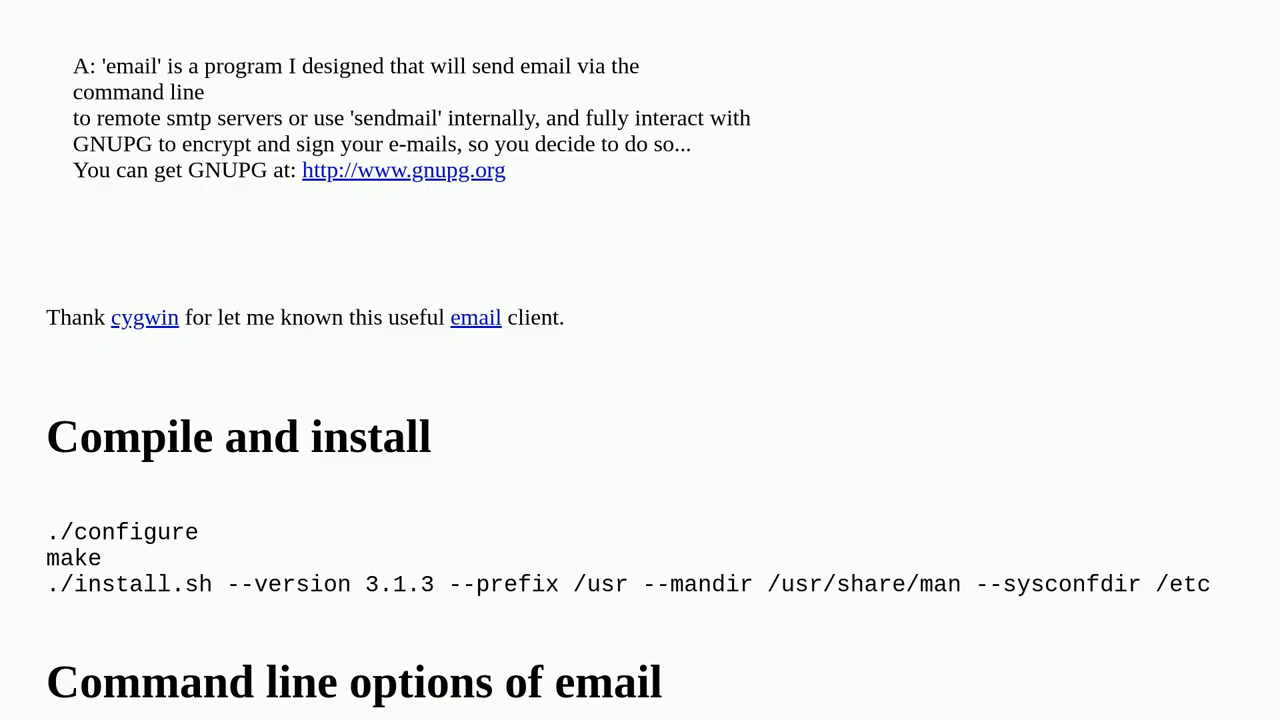 A: 'email' is a program I designed that will send email via the
command line
to remote smtp servers or use 'sendmail' internally, and fully interact with
GNUPG to encrypt and sign your e-mails, so you decide to do so...
You can get GNUPG at: http://www.gnupg.org
Thank cygwin for let me known this useful email client.
Compile and install
./configure
make
./install.sh --version 3.1.3 --prefix /usr --mandir /usr/share/man --sysconfdir /etc
Command line options of email